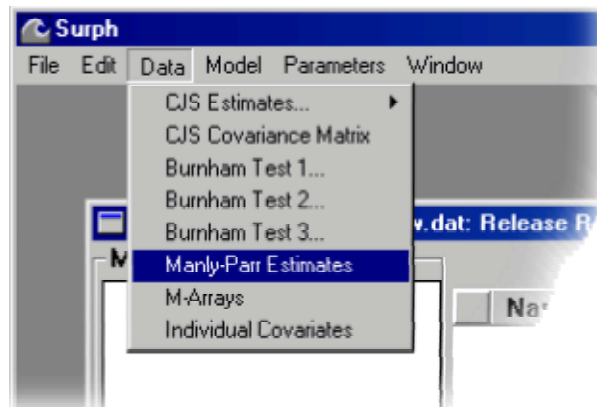 Surph
File Edit Data Model Parameters Window
CJS Estimates...
CJS Covariance Matrix
Burnham Test 1...
Burnham Test 2...
Burnham Test 3...
.dat: Release
Manly-Parr Estimates
M-Arrays
Individual Covariates